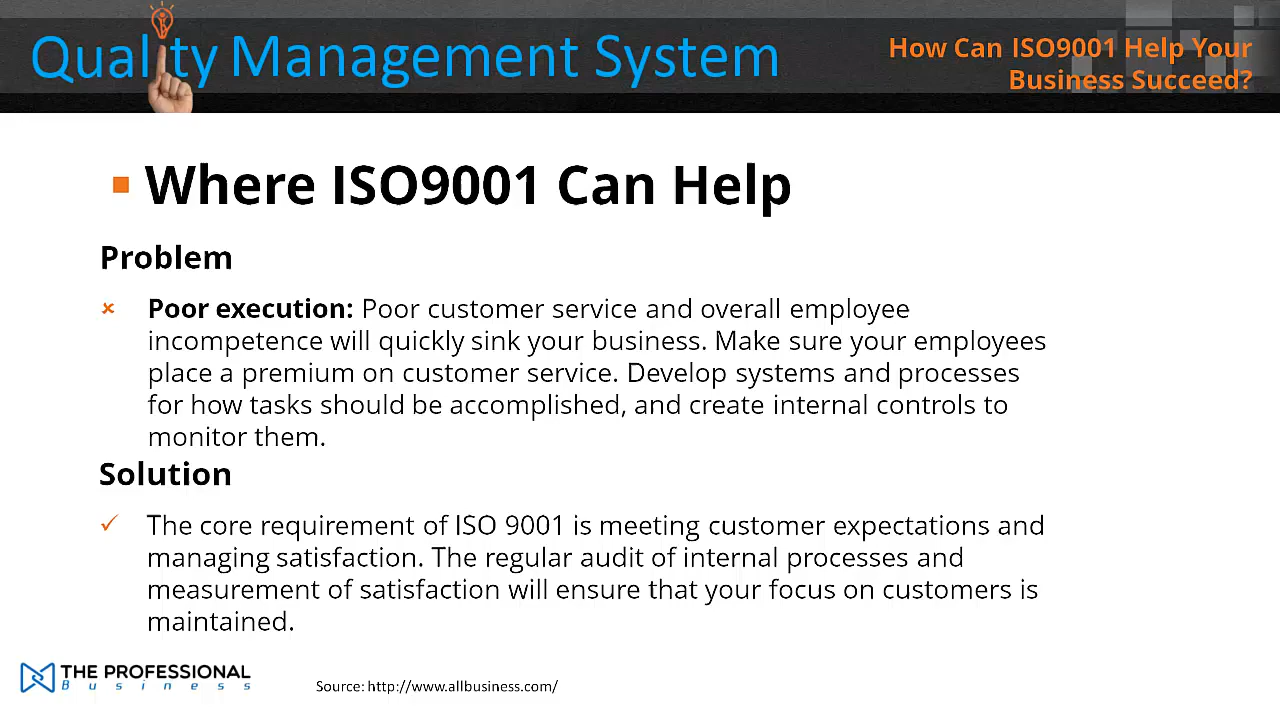 Quality Management System
How Can ISO9001 Help Your
Business Succeed?
Where ISO9001 Can Help
Problem
Poor execution: Poor customer service and overall employee
incompetence will quickly sink your business. Make sure your employees
place a premium on customer service. Develop systems and processes
for how tasks should be accomplished, and create internal controls to
monitor them.
Solution
The core requirement of ISO 9001 is meeting customer expectations and
managing satisfaction. The regular audit of internal processes and
measurement of satisfaction will ensure that your focus on customers is
maintained.
THE PROFESSIONAL
Business
Source: http://www.allbusiness.com/